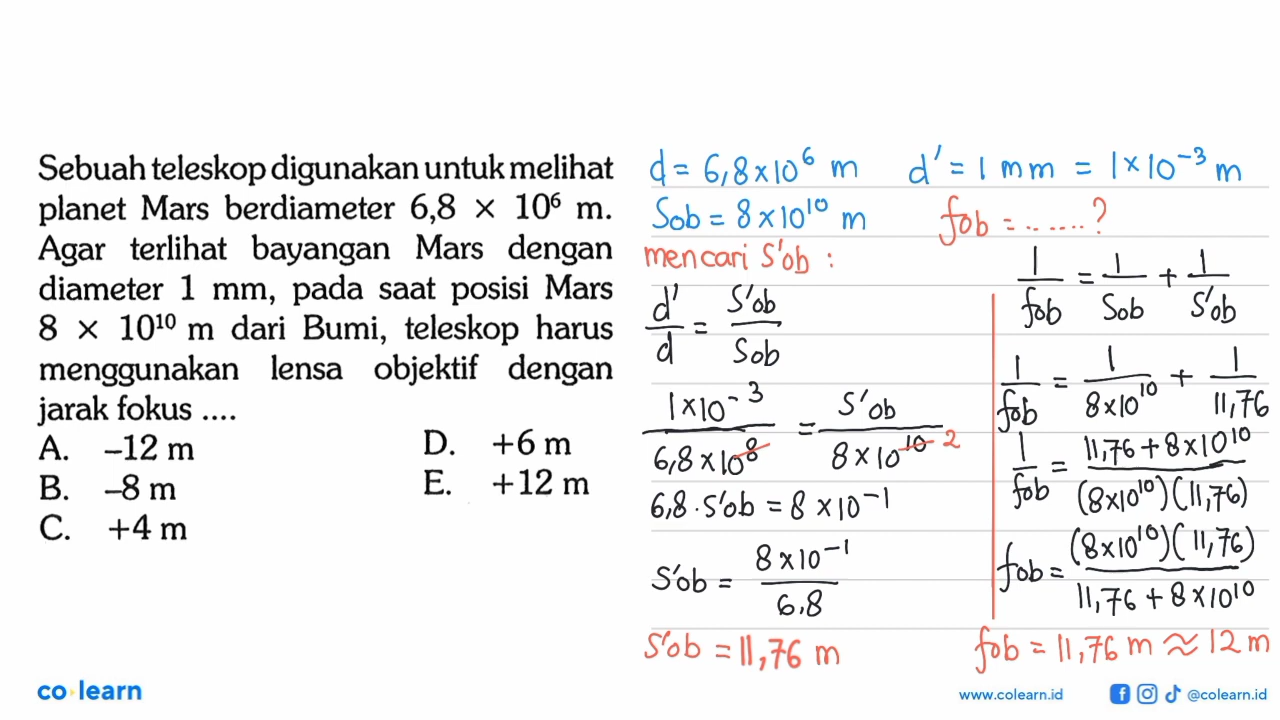 Sebuah teleskop digunakan untuk melihat
planet Mars berdiameter 6,8 × 10⁶ m.
Agar terlihat bayangan Mars dengan
diameter 1 mm, pada saat posisi Mars
8 × 10¹⁰ m dari Bumi, teleskop harus
menggunakan lensa objektif dengan
jarak fokus ....
A. –12 m
B. –8 m
C. +4 m
D. +6 m
E. +12 m
d = 6,8×10⁶ m d' = 1 mm = 1×10⁻³ m
Sob = 8×10¹⁰ m fob = ......?
mencari S'ob :
d'/d = S'ob/Sob
1×10⁻³/6,8×10⁸ = S'ob/8×10¹⁰ 2
6,8 . S'ob = 8 ×10⁻¹
S'ob = 8×10⁻¹/6,8
S'ob = 11,76 m
1/fob = 1/Sob + 1/S'ob
1/fob = 1/8×10¹⁰ + 1/11,76
1/fob = 11,76 + 8×10¹⁰/(8×10¹⁰)(11,76)
fob = (8×10¹⁰)(11,76)/11,76 + 8×10¹⁰
fob = 11,76 m ≈ 12 m
co learn
www.colearn.id @colearn.id